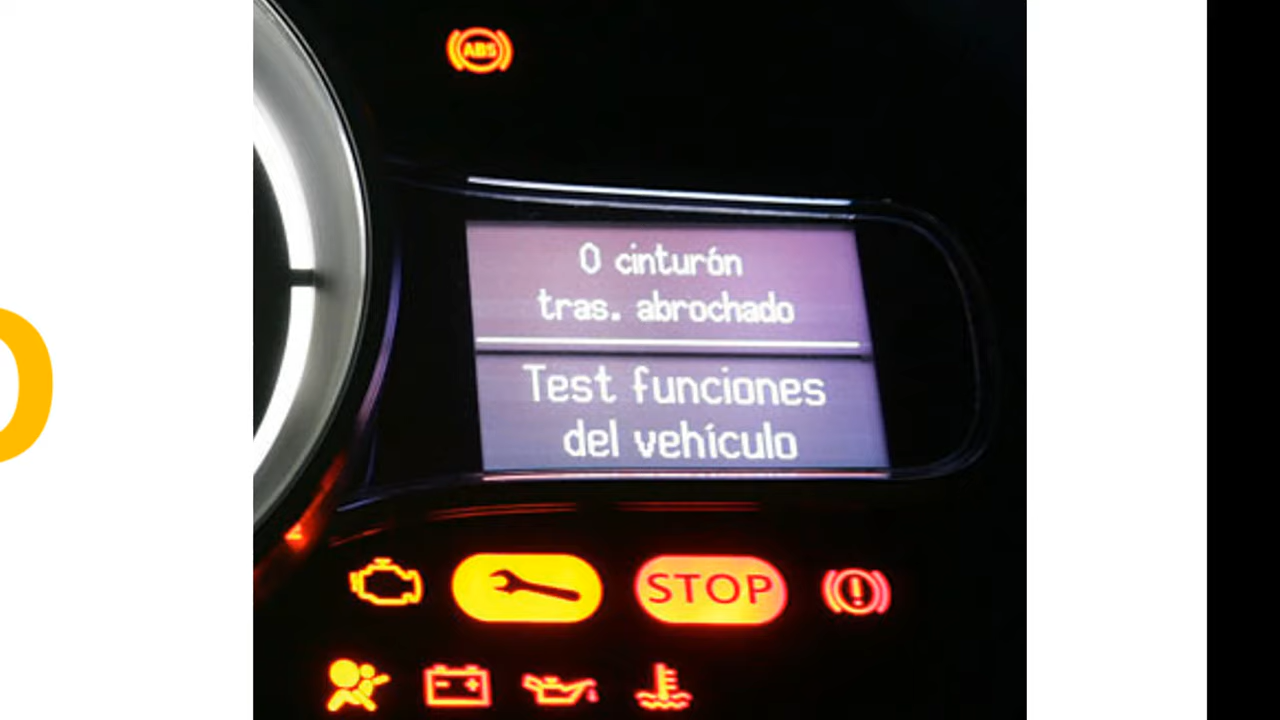 ABS
0 cinturón
tras. abrochado
Test funciones
del vehículo
STOP